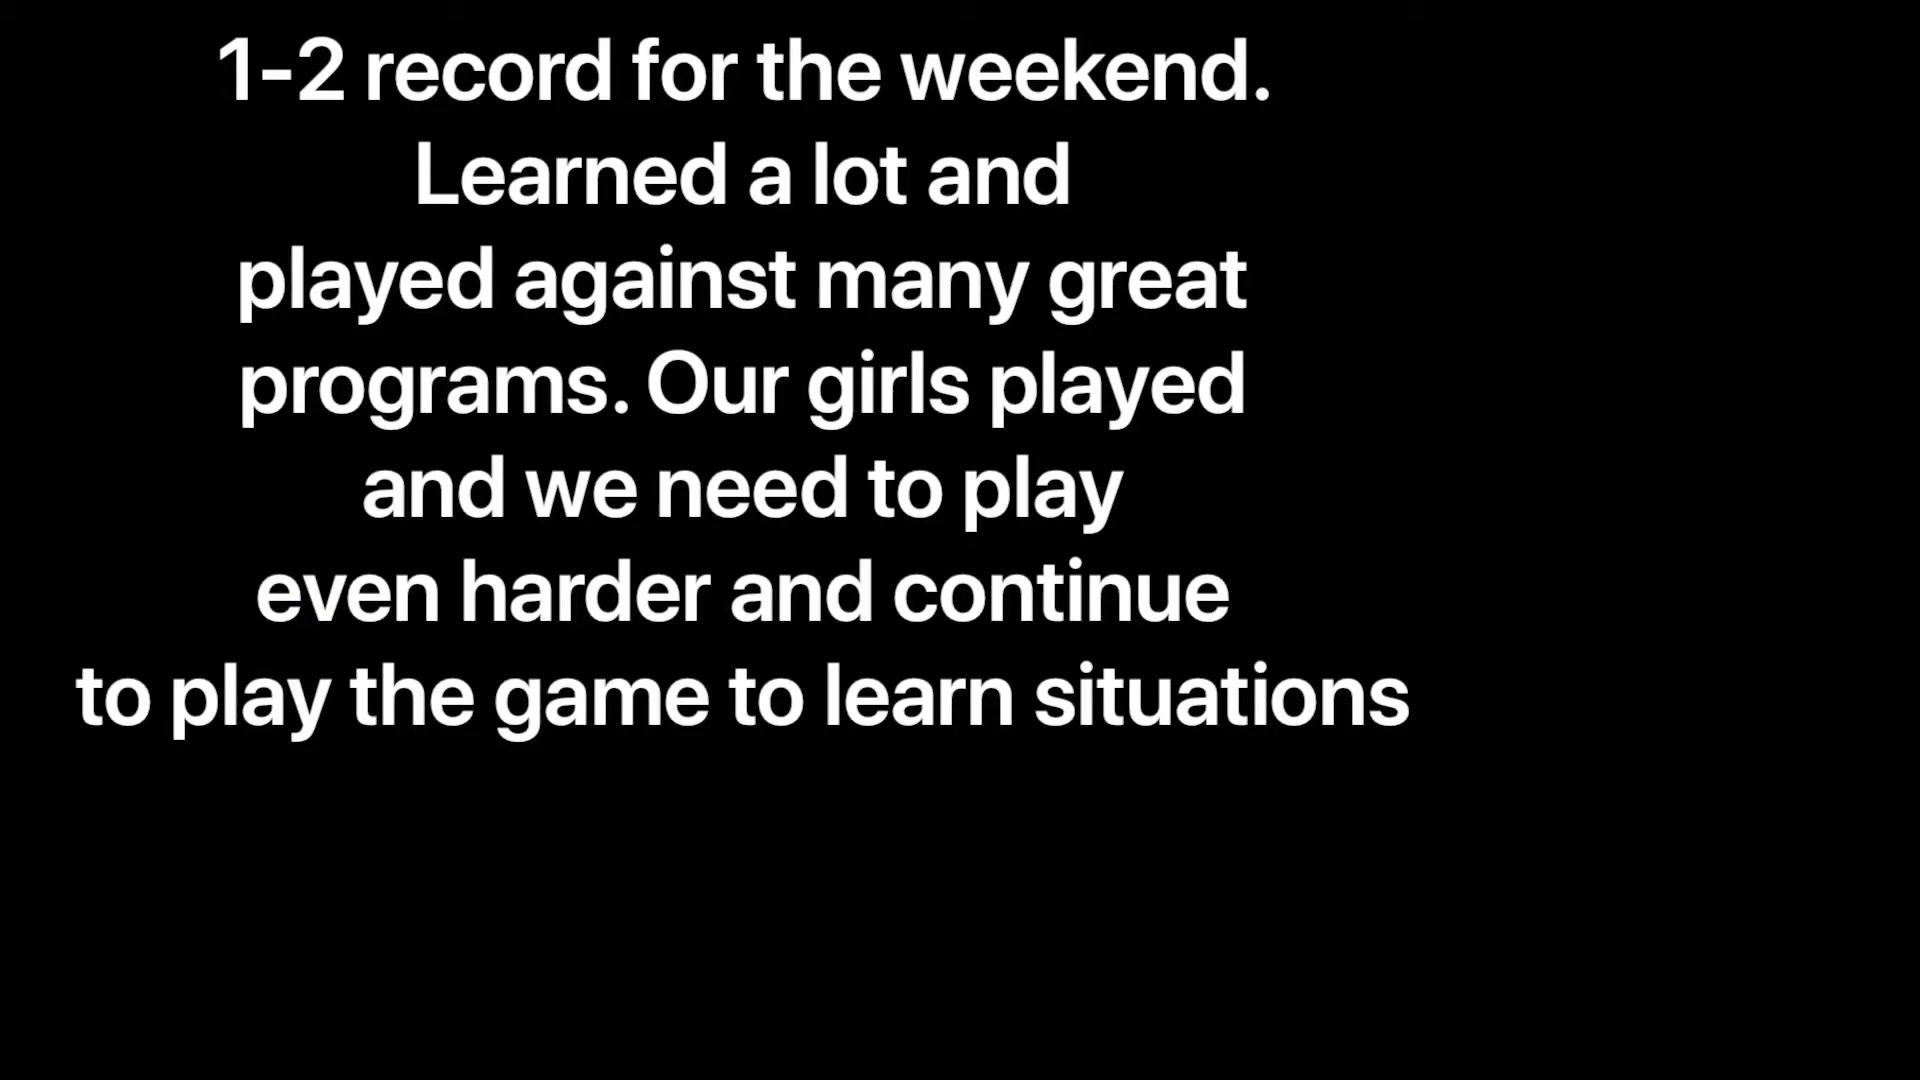 1-2 record for the weekend.
Learned a lot and
played against many great
programs. Our girls played
and we need to play
even harder and continue
to play the game to learn situations